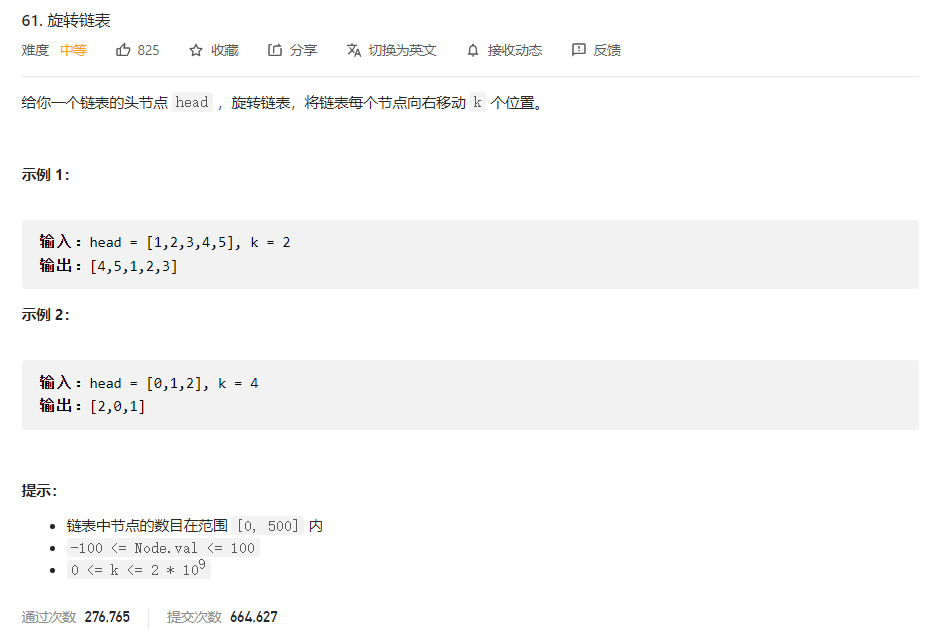 61. 旋转链表
难度 中等 825 收藏 分享 切换为英文 接收动态 反馈
给你一个链表的头节点 head ，旋转链表，将链表每个节点向右移动 k 个位置。
示例 1：
输入：head = [1,2,3,4,5], k = 2
输出：[4,5,1,2,3]
示例 2：
输入：head = [0,1,2], k = 4
输出：[2,0,1]
提示：
链表中节点的数目在范围 [0, 500] 内
-100 <= Node.val <= 100
0 <= k <= 2 * 10⁹
通过次数 276,765 提交次数 664,627